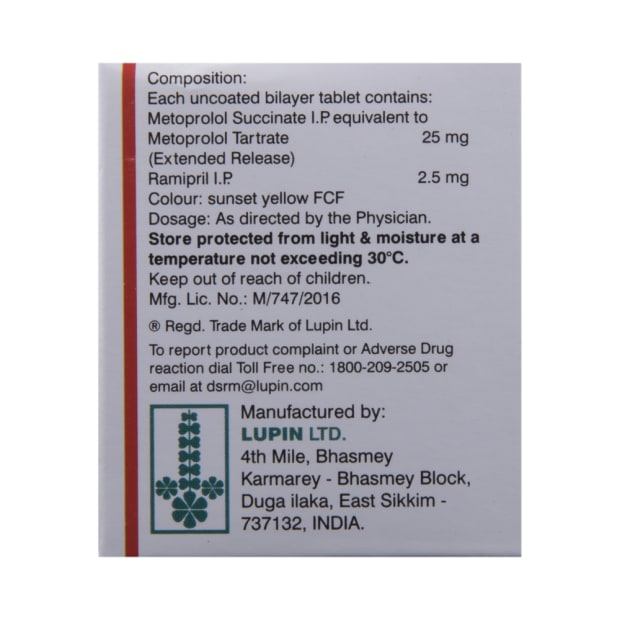 Composition:
Each uncoated bilayer tablet contains:
Metoprolol Succinate I.P. equivalent to
Metoprolol Tartrate 25 mg
(Extended Release)
Ramipril I.P. 2.5 mg
Colour: sunset yellow FCF
Dosage: As directed by the Physician.
Store protected from light & moisture at a
temperature not exceeding 30°C.
Keep out of reach of children.
Mfg. Lic. No.: M/747/2016
® Regd. Trade Mark of Lupin Ltd.
To report product complaint or Adverse Drug
reaction dial Toll Free no.: 1800-209-2505 or
email at dsrm@lupin.com
Manufactured by:
LUPIN LTD.
4th Mile, Bhasmey
Karmarey - Bhasmey Block,
Duga ilaka, East Sikkim -
737132, INDIA.